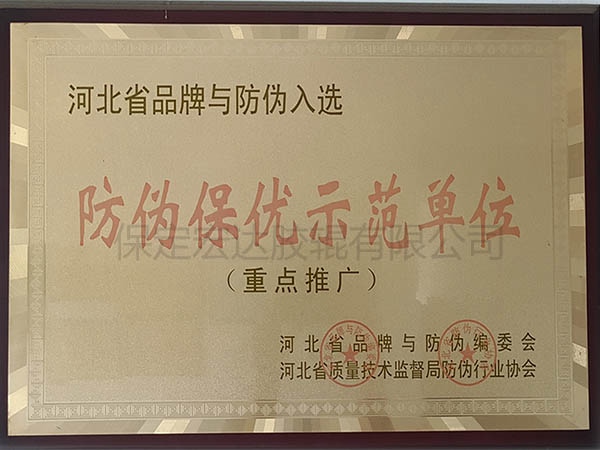 河北省品牌与防伪入选
防伪保优示范单位
保定宏达胶辊有限公司
（重点推广）
河北省品牌与防伪编委会
河北省质量技术监督局防伪行业协会